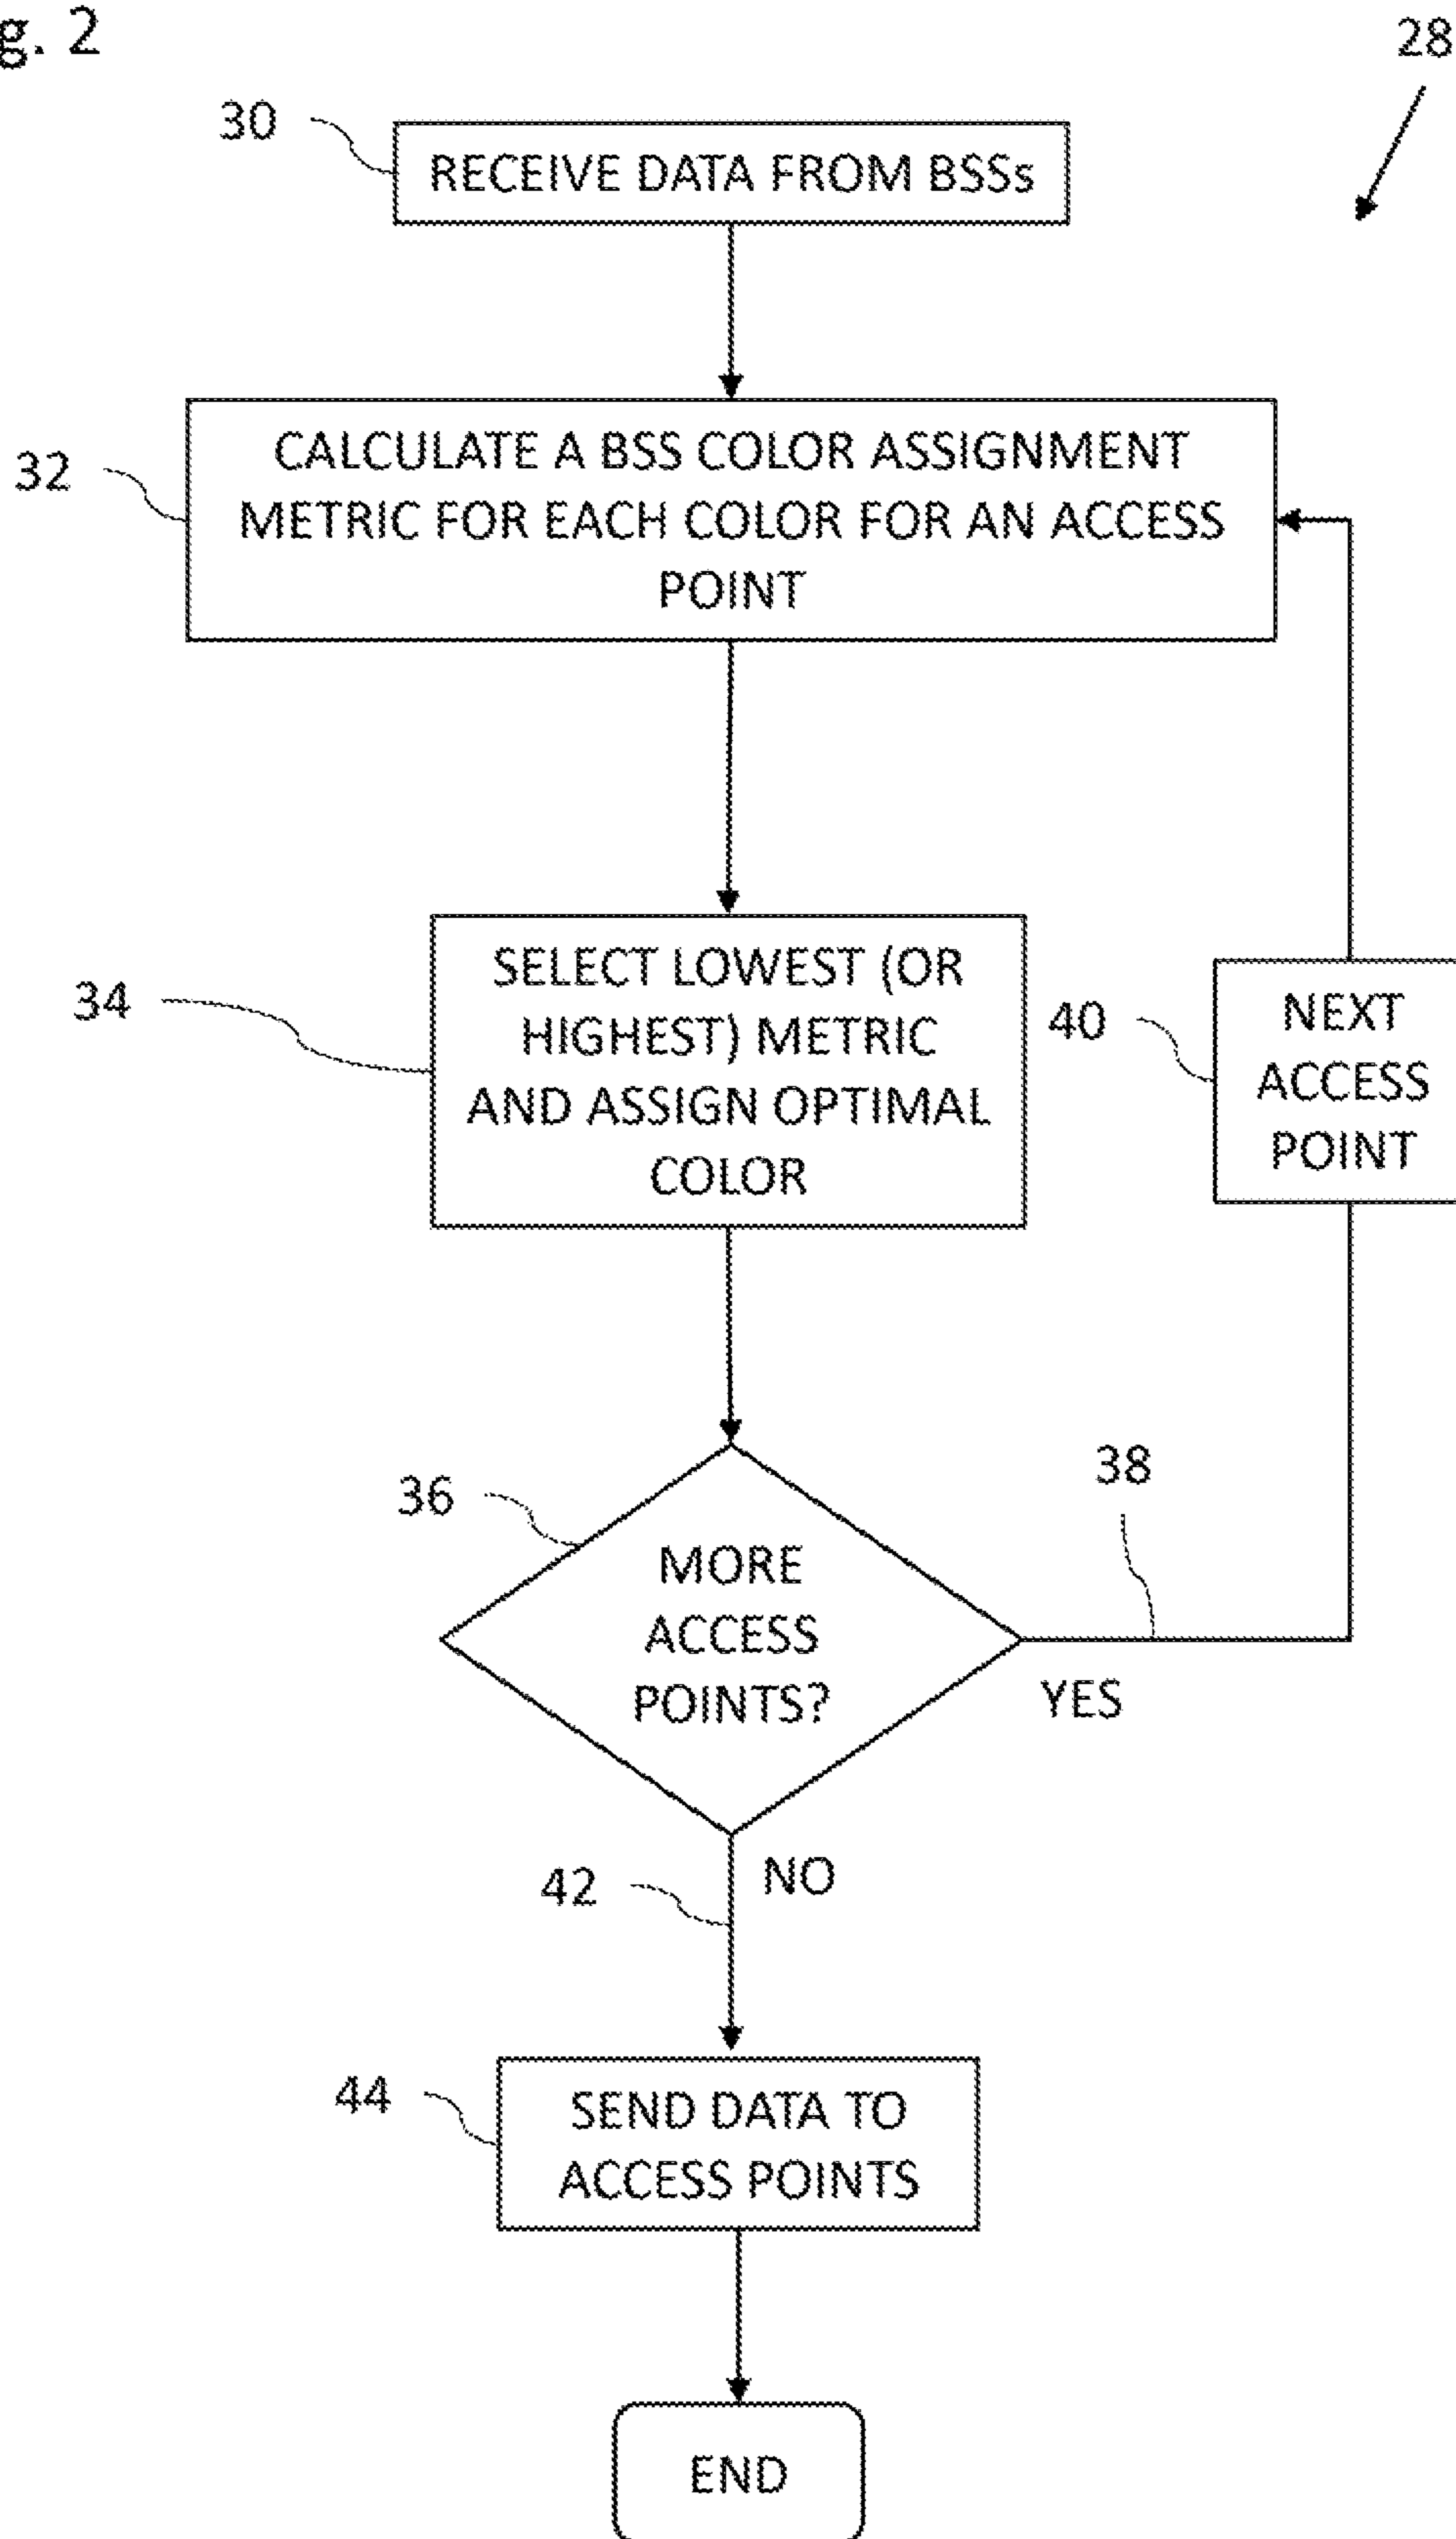 g. 2
28
30
RECEIVE DATA FROM BSSs
32
CALCULATE A BSS COLOR ASSIGNMENT
METRIC FOR EACH COLOR FOR AN ACCESS
POINT
34
SELECT LOWEST (OR
HIGHEST) METRIC
AND ASSIGN OPTIMAL
COLOR
40
NEXT
ACCESS
POINT
36
MORE
ACCESS
POINTS?
38
YES
42
NO
44
SEND DATA TO
ACCESS POINTS
END